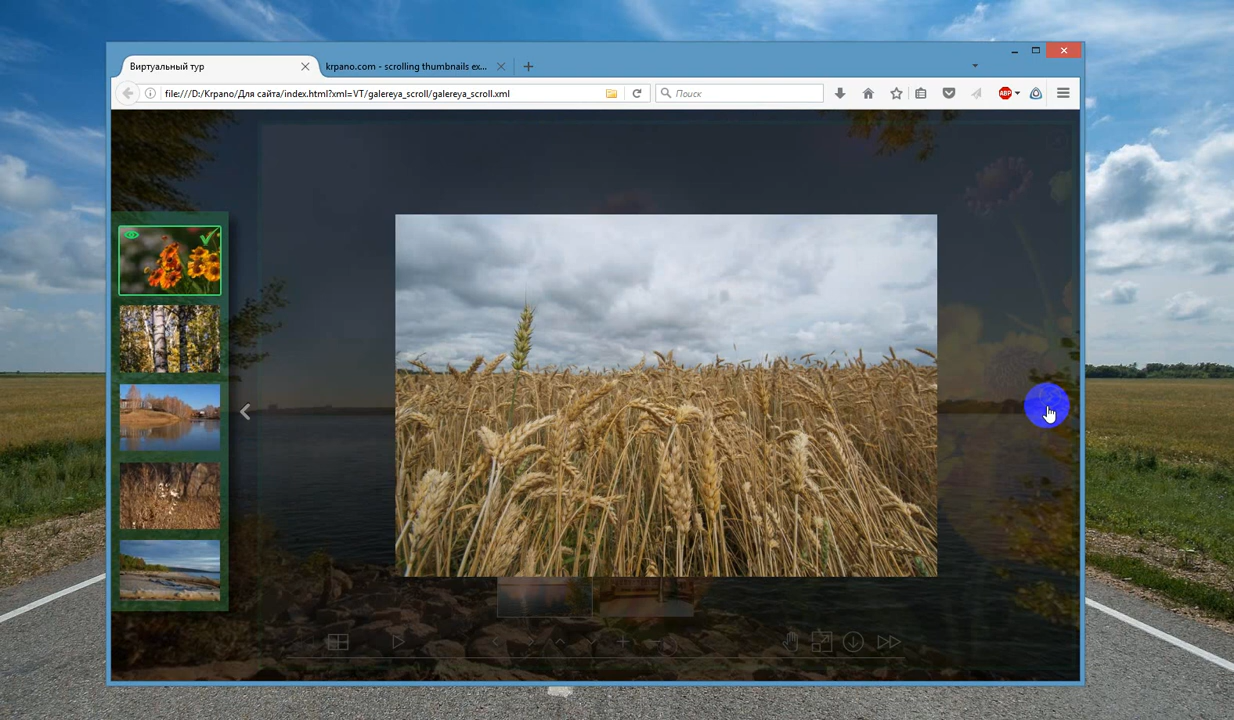 Виртуальный тур
krpano.com - scrolling thumbnails ex...
file:///D:/Krpano/Для сайта/index.html?xml=VT/galereya_scroll/galereya_scroll.xml
Поиск
ABP